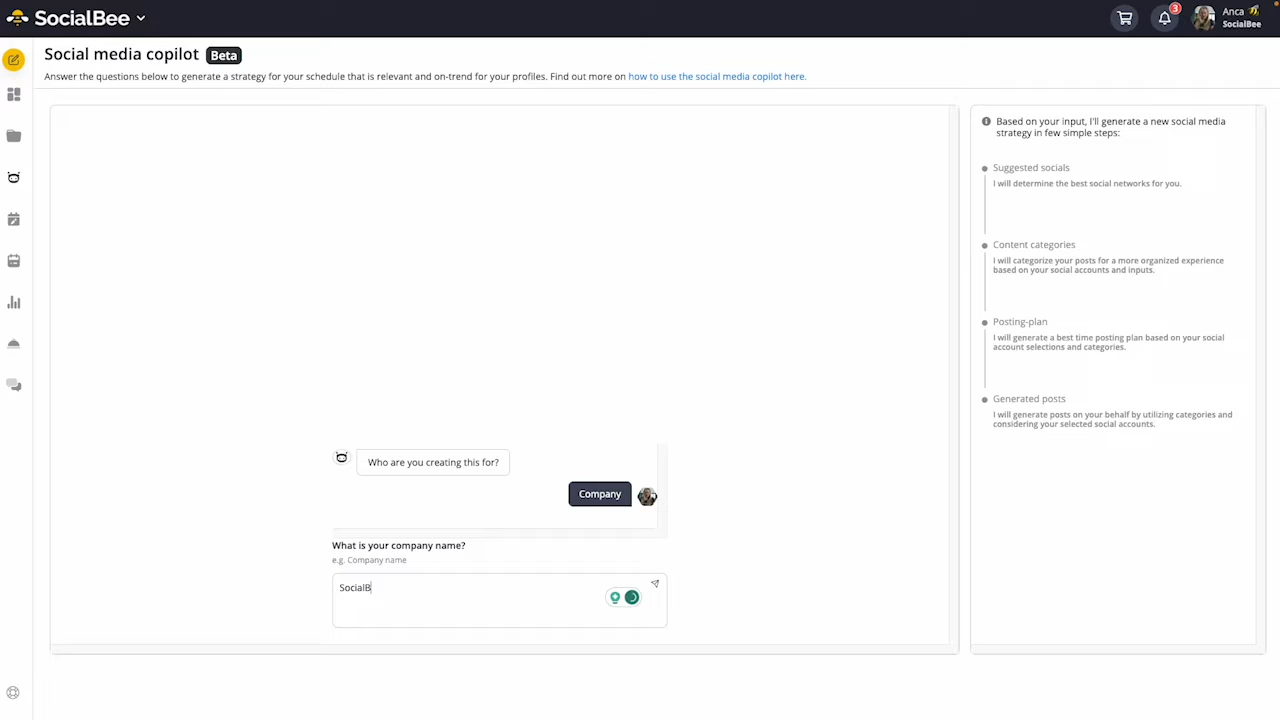 SocialBee
3
Anca
SocialBee
Social media copilot Beta
Answer the questions below to generate a strategy for your schedule that is relevant and on-trend for your profiles. Find out more on how to use the social media copilot here.
Who are you creating this for?
Company
What is your company name?
e.g. Company name
SocialB
Based on your input, I'll generate a new social media
strategy in few simple steps:
Suggested socials
I will determine the best social networks for you.
Content categories
I will categorize your posts for a more organized experience
based on your social accounts and inputs.
Posting-plan
I will generate a best time posting plan based on your social
account selections and categories.
Generated posts
I will generate posts on your behalf by utilizing categories and
considering your selected social accounts.